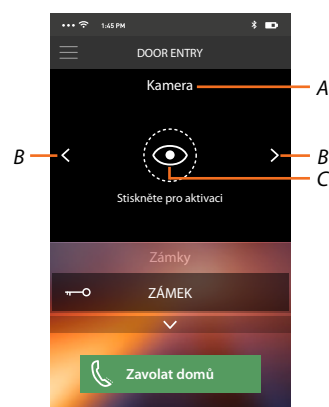 1:45 PM
DOOR ENTRY
Kamera
A
B
B
C
Stiskněte pro aktivaci
Zámky
ZÁMEK
Zavolat domů